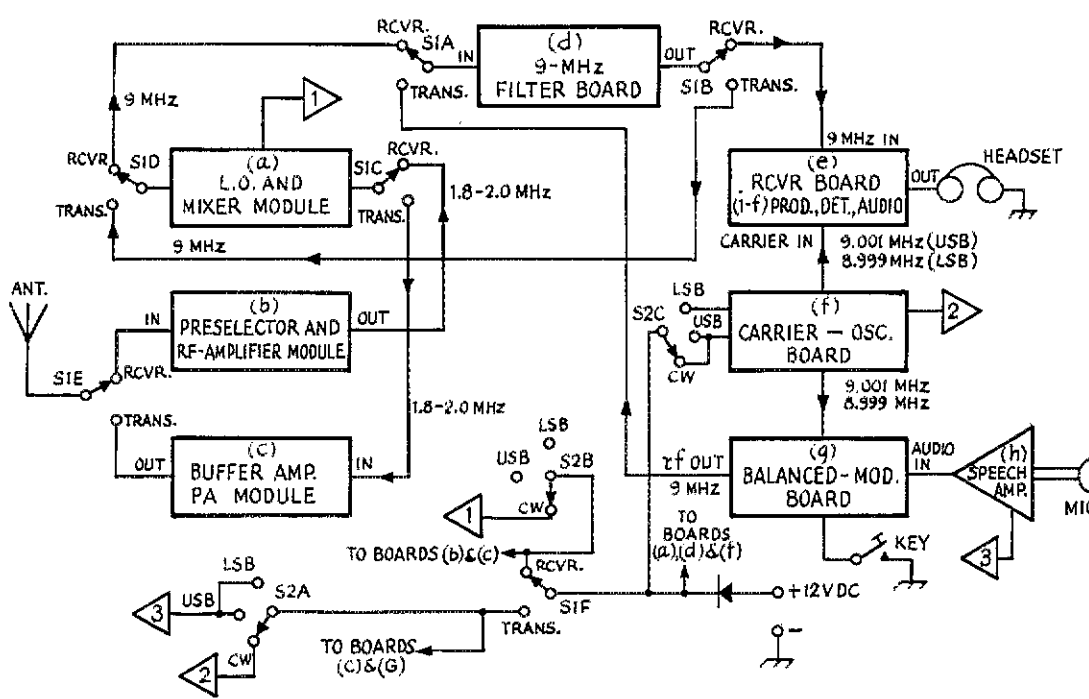 RCVR.
S1A
IN
(d)
9-MHz
FILTER BOARD
OUT
RCVR.
S1B
TRANS.
TRANS.
9 MHz
1
RCVR
S1D
(a)
L.O. AND
MIXER MODULE
S1C
RCVR.
TRANS.
TRANS.
1.8-2.0 MHz
9 MHz
9 MHz IN
(e)
RCVR BOARD
(i-f) PROD., DET., AUDIO
OUT
HEADSET
CARRIER IN
9.001 MHz (USB)
8.999 MHz (LSB)
ANT.
IN
(b)
PRESELECTOR AND
RF-AMPLIFIER MODULE
OUT
S1E
RCVR.
TRANS.
1.8-2.0 MHz
LSB
S2C
USB
CW
(f)
CARRIER - OSC.
BOARD
2
9.001 MHz
8.999 MHz
OUT
(c)
BUFFER AMP.
PA MODULE
IN
LSB
USB
S2B
CW
1
rf OUT
9 MHz
(g)
BALANCED-MOD.
BOARD
AUDIO
IN
(h)
SPEECH
AMP.
MIC
3
KEY
TO BOARDS (b)&(c)
TO
BOARDS
(a),(d)&(f)
RCVR.
S1F
TRANS.
+12V DC
-
3
USB
LSB
S2A
CW
2
TO BOARDS
(C)&(G)